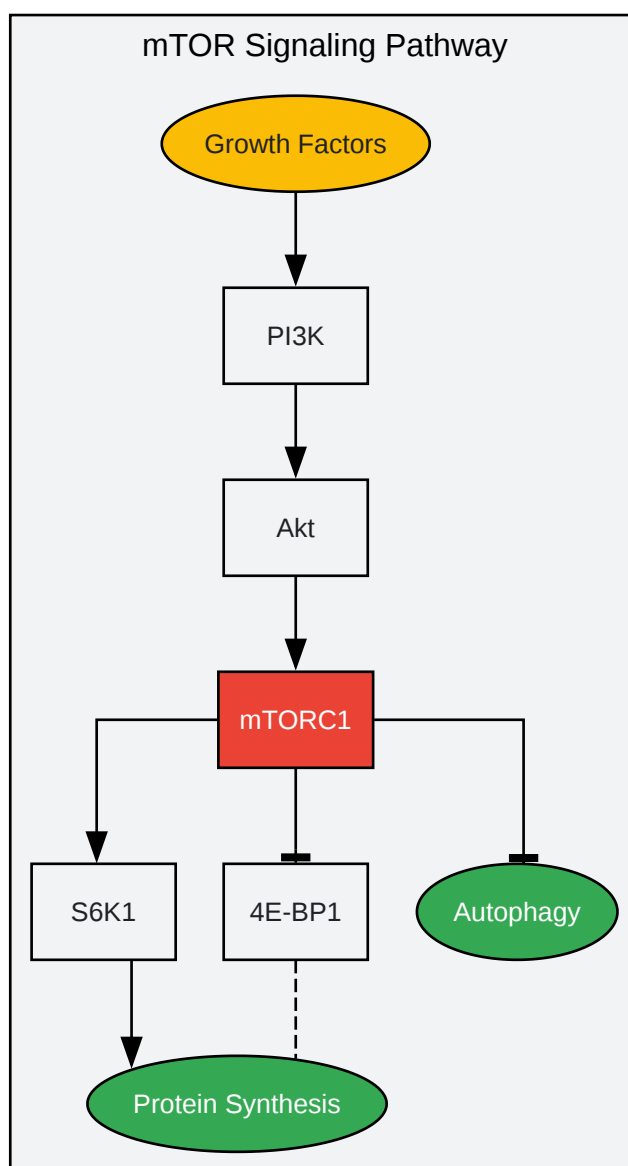 mTOR Signaling Pathway
Growth Factors
PI3K
Akt
mTORC1
S6K1
4E-BP1
Autophagy
Protein Synthesis